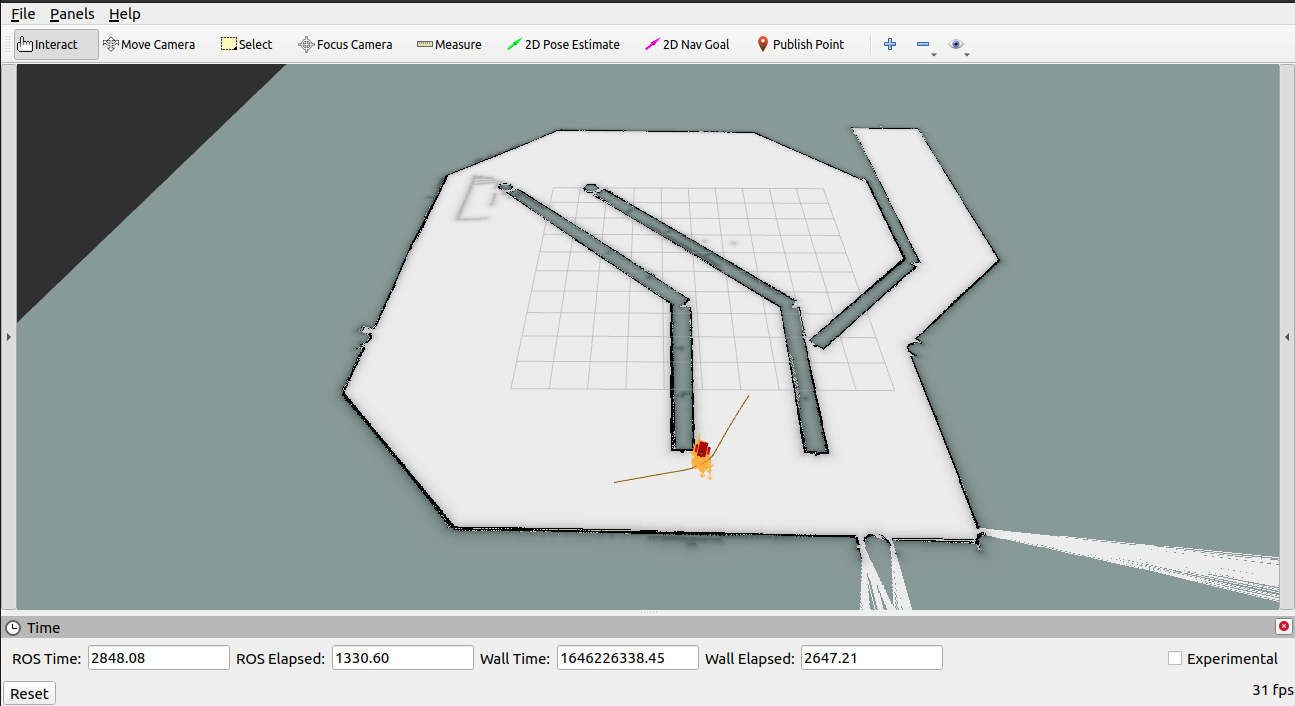 File Panels Help
Interact Move Camera Select Focus Camera Measure 2D Pose Estimate 2D Nav Goal Publish Point
Time
ROS Time: 2848.08 ROS Elapsed: 1330.60 Wall Time: 1646226338.45 Wall Elapsed: 2647.21 Experimental
Reset 31 fps